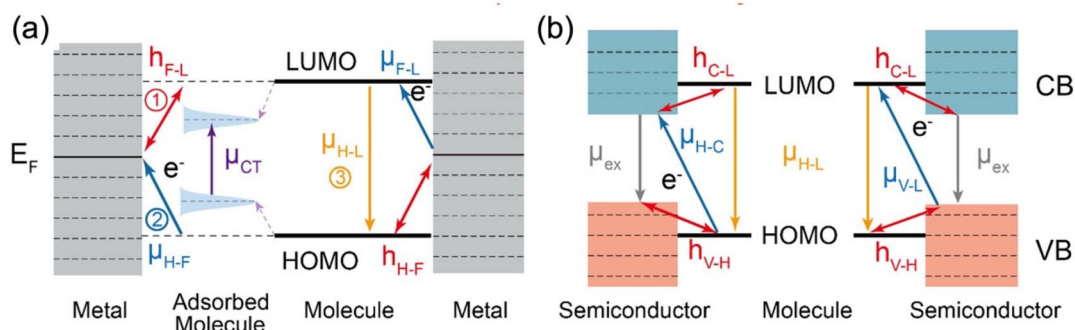 (a)
h_F-L
①
E_F
e⁻
②
μ_H-F
μ_CT
LUMO
μ_F-L
e⁻
μ_H-L
③
HOMO
h_H-F
Metal
Adsorbed
Molecule
Molecule
Metal
(b)
h_C-L
LUMO
h_C-L
CB
μ_ex
μ_H-C
e⁻
μ_H-L
e⁻
μ_V-L
μ_ex
h_V-H
HOMO
h_V-H
VB
Semiconductor
Molecule
Semiconductor